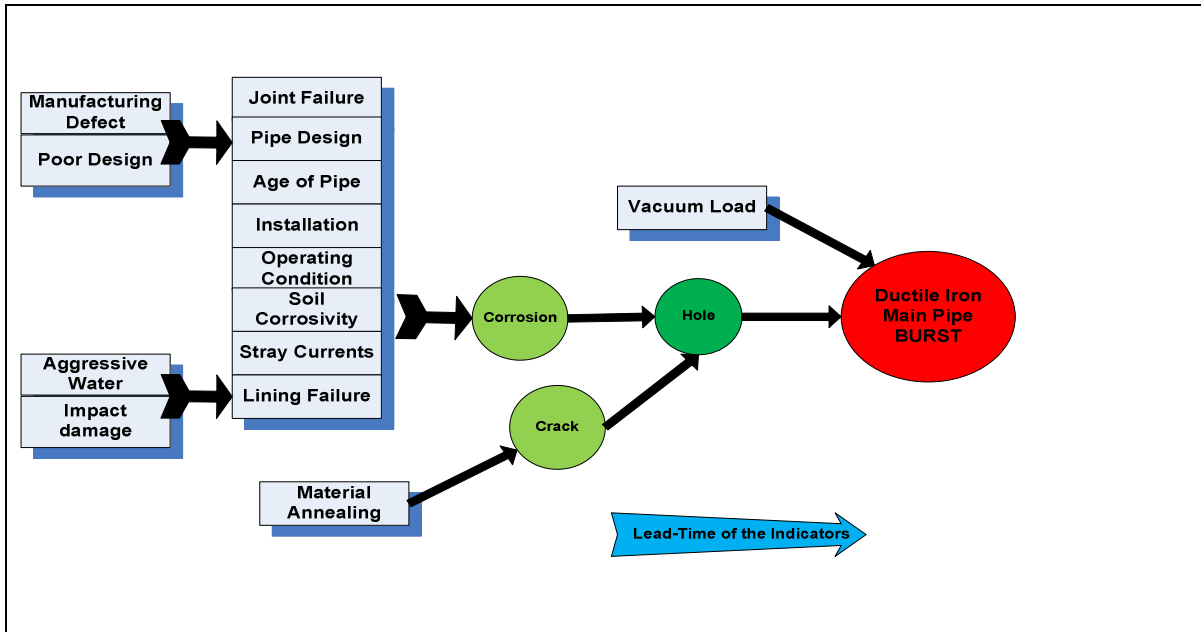 Manufacturing
Defect
Poor Design
Aggressive
Water
Impact
damage
Joint Failure
Pipe Design
Age of Pipe
Installation
Operating
Condition
Soil
Corrosivity
Stray Currents
Lining Failure
Material
Annealing
Corrosion
Crack
Hole
Vacuum Load
Ductile Iron
Main Pipe
BURST
Lead-Time of the Indicators